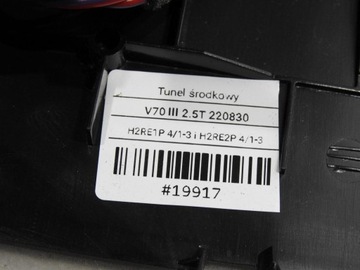 Tunel środkowy
V70 III 2.5T 220830
H2RE1P 4/1-3 i H2RE2P 4/1-3
#19917